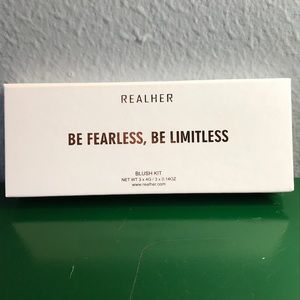 REALHER
BE FEARLESS, BE LIMITLESS
BLUSH KIT
NET WT 3 x 4G / 3 x 0.14OZ
www.realher.com